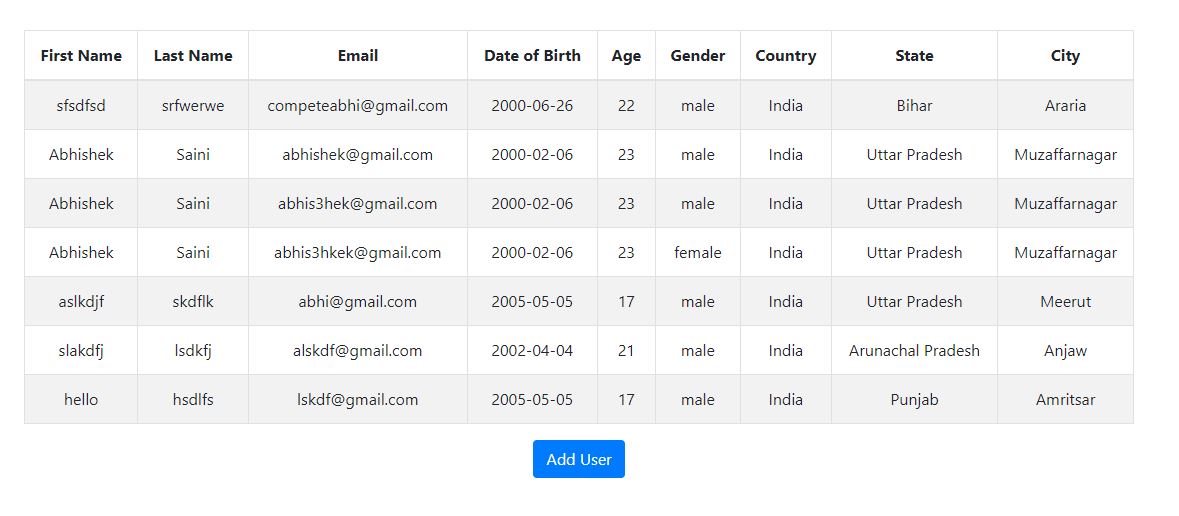 First Name Last Name Email Date of Birth Age Gender Country State City
sfsdfsd srfwerwe competeabhi@gmail.com 2000-06-26 22 male India Bihar Araria
Abhishek Saini abhishek@gmail.com 2000-02-06 23 male India Uttar Pradesh Muzaffarnagar
Abhishek Saini abhis3hek@gmail.com 2000-02-06 23 male India Uttar Pradesh Muzaffarnagar
Abhishek Saini abhis3hkek@gmail.com 2000-02-06 23 female India Uttar Pradesh Muzaffarnagar
aslkdjf skdflk abhi@gmail.com 2005-05-05 17 male India Uttar Pradesh Meerut
slakdfj lsdkfj alskdf@gmail.com 2002-04-04 21 male India Arunachal Pradesh Anjaw
hello hsdlfs lskdf@gmail.com 2005-05-05 17 male India Punjab Amritsar
Add User